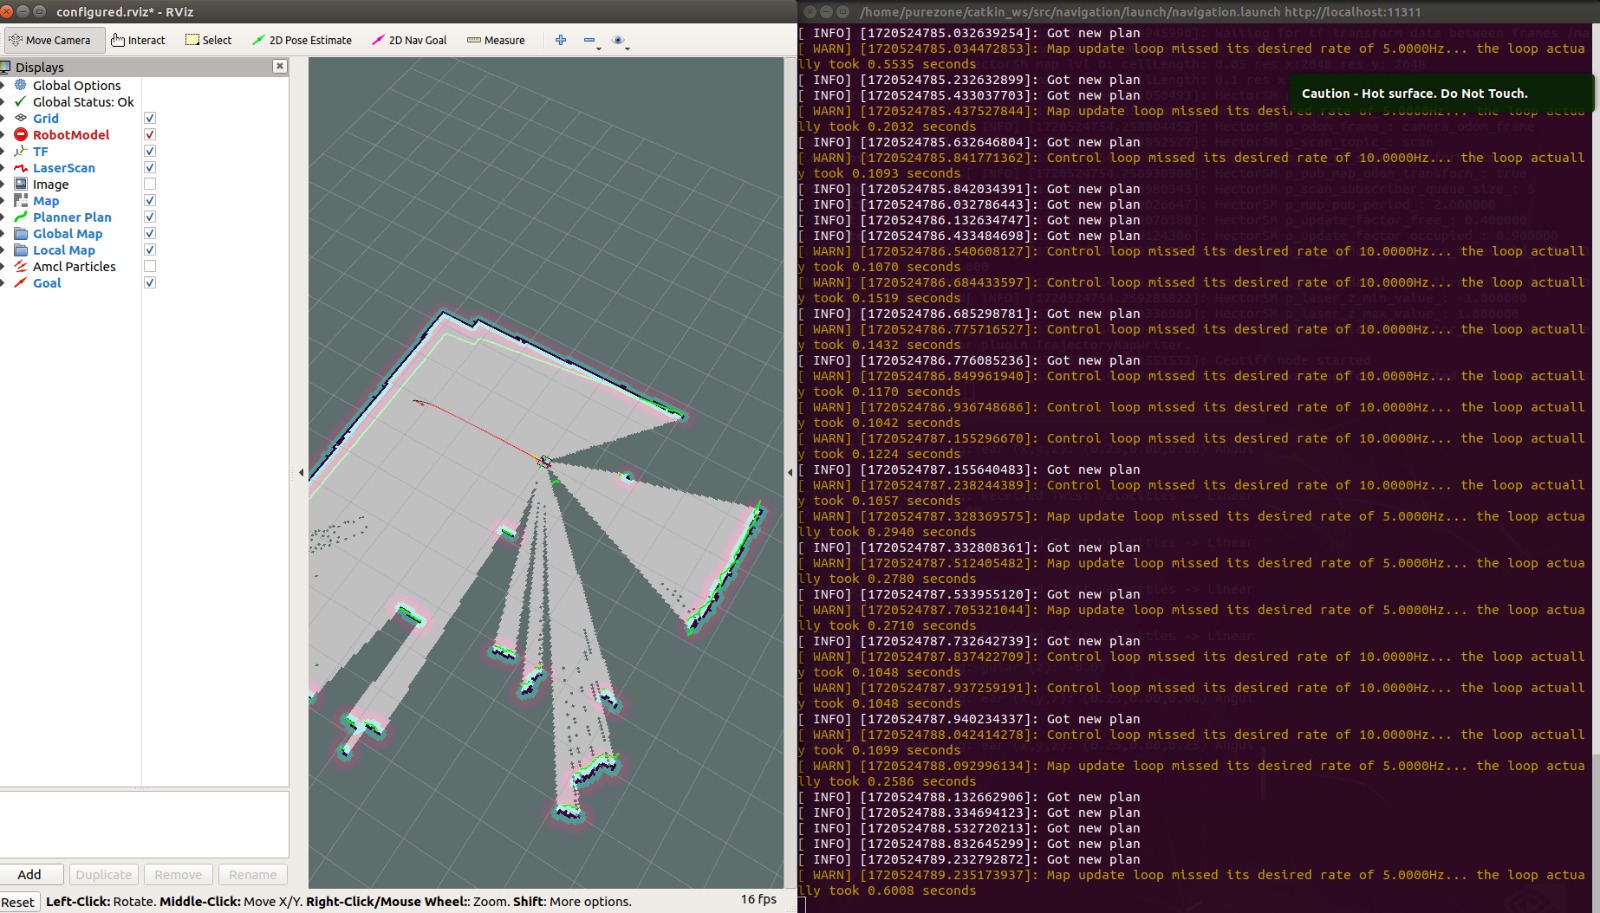 configured.rviz* - RViz
Move Camera
Interact
Select
2D Pose Estimate
2D Nav Goal
Measure
Displays
Global Options
Global Status: Ok
Grid
RobotModel
TF
LaserScan
Image
Map
Planner Plan
Global Map
Local Map
Amcl Particles
Goal
Add
Duplicate
Remove
Rename
Reset
Left-Click: Rotate. Middle-Click: Move X/Y. Right-Click/Mouse Wheel:: Zoom. Shift: More options.
16 fps
/home/purezone/catkin_ws/src/navigation/launch/navigation.launch http://localhost:11311
Caution - Hot surface. Do Not Touch.
[ INFO] [1720524785.032639254]: Got new plan
[ WARN] [1720524785.034472853]: Map update loop missed its desired rate of 5.0000Hz... the loop actua
lly took 0.5535 seconds
[ INFO] [1720524785.232632899]: Got new plan
[ INFO] [1720524785.433037703]: Got new plan
[ WARN] [1720524785.437527844]: Map update loop missed its desired rate of 5.0000Hz... the loop actua
lly took 0.2032 seconds
[ INFO] [1720524785.632646804]: Got new plan
[ WARN] [1720524785.841771362]: Control loop missed its desired rate of 10.0000Hz... the loop actuall
y took 0.1093 seconds
[ INFO] [1720524785.842034391]: Got new plan
[ INFO] [1720524786.032786443]: Got new plan
[ INFO] [1720524786.132634747]: Got new plan
[ INFO] [1720524786.433484698]: Got new plan
[ WARN] [1720524786.540608127]: Control loop missed its desired rate of 10.0000Hz... the loop actuall
y took 0.1070 seconds
[ WARN] [1720524786.684433597]: Control loop missed its desired rate of 10.0000Hz... the loop actuall
y took 0.1519 seconds
[ INFO] [1720524786.685298781]: Got new plan
[ WARN] [1720524786.775716527]: Control loop missed its desired rate of 10.0000Hz... the loop actuall
y took 0.1432 seconds
[ INFO] [1720524786.776085236]: Got new plan
[ WARN] [1720524786.849961940]: Control loop missed its desired rate of 10.0000Hz... the loop actuall
y took 0.1170 seconds
[ WARN] [1720524786.936748686]: Control loop missed its desired rate of 10.0000Hz... the loop actuall
y took 0.1042 seconds
[ WARN] [1720524787.155296670]: Control loop missed its desired rate of 10.0000Hz... the loop actuall
y took 0.1224 seconds
[ INFO] [1720524787.155640483]: Got new plan
[ WARN] [1720524787.238244389]: Control loop missed its desired rate of 10.0000Hz... the loop actuall
y took 0.1057 seconds
[ WARN] [1720524787.328369575]: Map update loop missed its desired rate of 5.0000Hz... the loop actua
lly took 0.2940 seconds
[ INFO] [1720524787.332808361]: Got new plan
[ WARN] [1720524787.512405482]: Map update loop missed its desired rate of 5.0000Hz... the loop actua
lly took 0.2780 seconds
[ INFO] [1720524787.533955120]: Got new plan
[ WARN] [1720524787.705321044]: Map update loop missed its desired rate of 5.0000Hz... the loop actua
lly took 0.2710 seconds
[ INFO] [1720524787.732642739]: Got new plan
[ WARN] [1720524787.837422709]: Control loop missed its desired rate of 10.0000Hz... the loop actuall
y took 0.1048 seconds
[ WARN] [1720524787.937259191]: Control loop missed its desired rate of 10.0000Hz... the loop actuall
y took 0.1048 seconds
[ INFO] [1720524787.940234337]: Got new plan
[ WARN] [1720524788.042414278]: Control loop missed its desired rate of 10.0000Hz... the loop actuall
y took 0.1099 seconds
[ WARN] [1720524788.092996134]: Map update loop missed its desired rate of 5.0000Hz... the loop actua
lly took 0.2586 seconds
[ INFO] [1720524788.132662906]: Got new plan
[ INFO] [1720524788.334694123]: Got new plan
[ INFO] [1720524788.532720213]: Got new plan
[ INFO] [1720524788.832645299]: Got new plan
[ INFO] [1720524789.232792872]: Got new plan
[ WARN] [1720524789.235173937]: Map update loop missed its desired rate of 5.0000Hz... the loop actua
lly took 0.6008 seconds